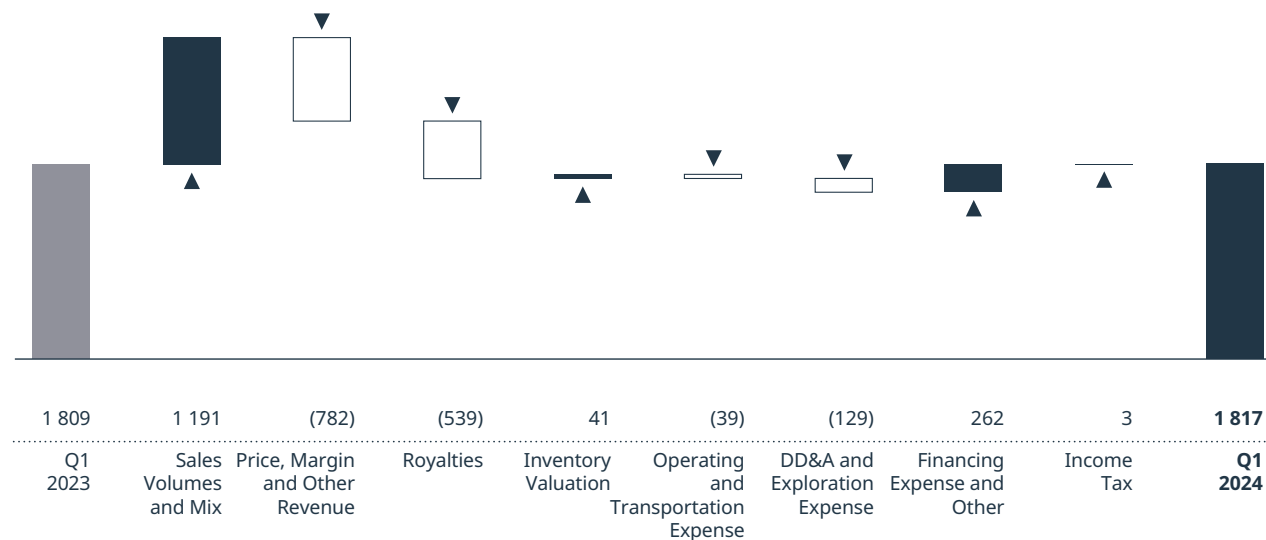 1 809 1 191 (782) (539) 41 (39) (129) 262 3 1 817
Q1 Sales Price, Margin Royalties Inventory Operating DD&A and Financing Income Q1
2023 Volumes and Other Valuation and Exploration Expense and Tax 2024
and Mix Revenue Transportation Expense Other
Expense